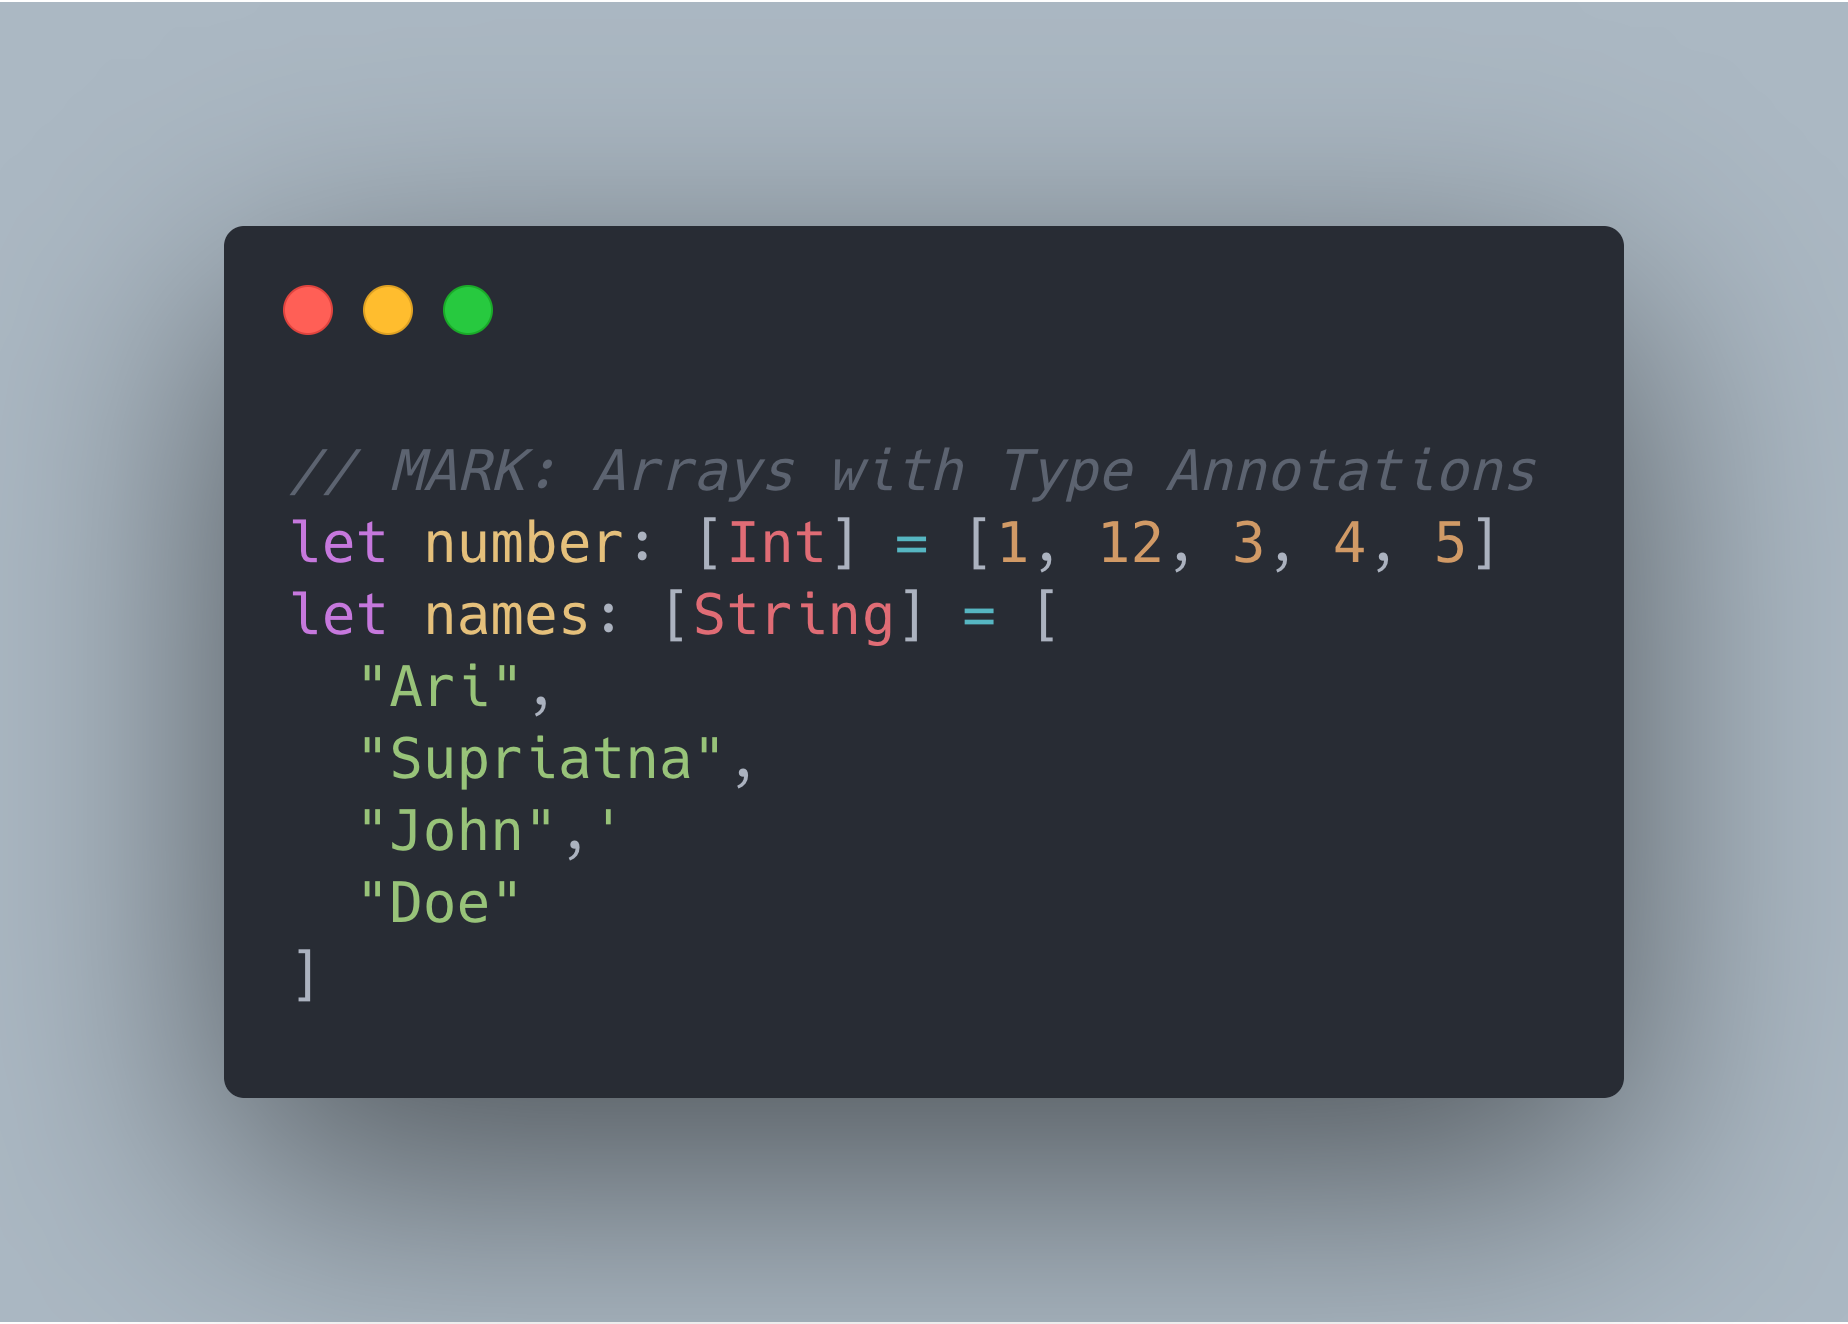 // MARK: Arrays with Type Annotations
let number: [Int] = [1, 12, 3, 4, 5]
let names: [String] = [
  "Ari",
  "Supriatna",
  "John",'
  "Doe"
]